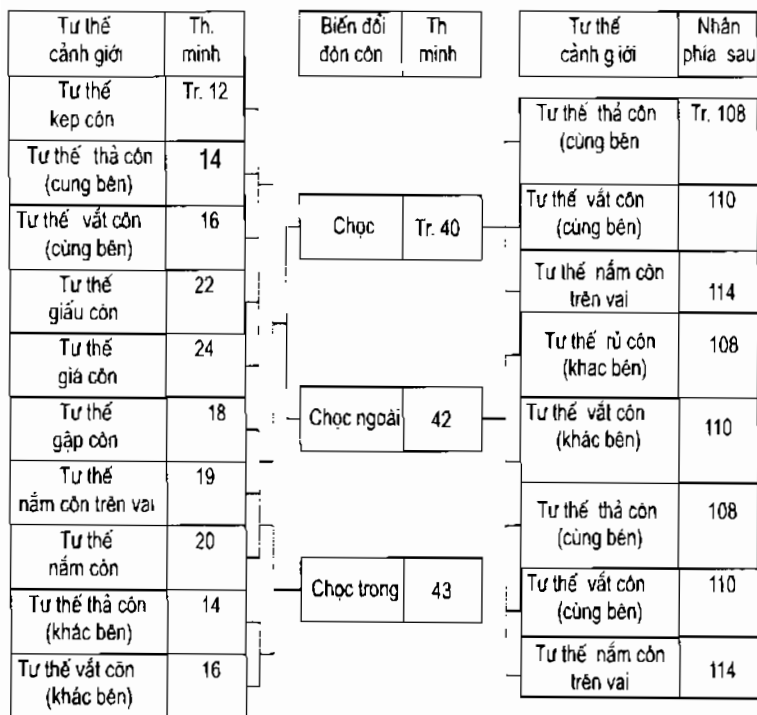 Tư thế
cảnh giới
Th.
minh
Tư thế
kẹp côn
Tr. 12
Tư thế thả côn
(cung bên)
14
Tư thế vắt côn
(cùng bên)
16
Tư thế
giấu côn
22
Tư thế
giá côn
24
Tư thế
gập côn
18
Tư thế
nắm côn trên vai
19
Tư thế
nắm côn
20
Tư thế thả côn
(khác bên)
14
Tư thế vắt côn
(khác bên)
16
Biến đổi
đón côn
Th
minh
Chọc
Tr. 40
Chọc ngoài
42
Chọc trong
43
Tư thế
cảnh giới
Nhân
phía sau
Tư thế thả côn
(cùng bên
Tr. 108
Tư thế vắt côn
(cùng bên)
110
Tư thế nắm côn
trên vai
114
Tư thế rủ côn
(khac bên)
108
Tư thế vắt côn
(khác bên)
110
Tư thế thả côn
(cùng bên)
108
Tư thế vắt côn
(cùng bên)
110
Tư thế nắm côn
trên vai
114